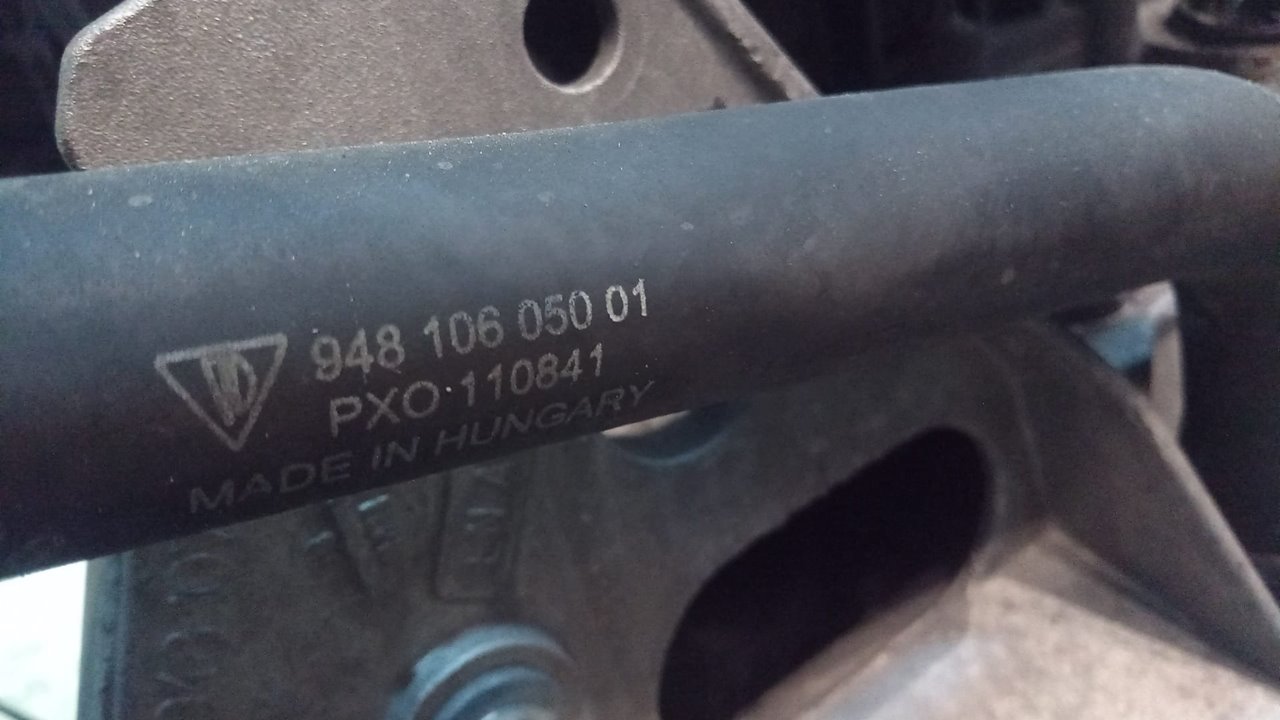 948 106 050 01
PXO 110841
MADE IN HUNGARY